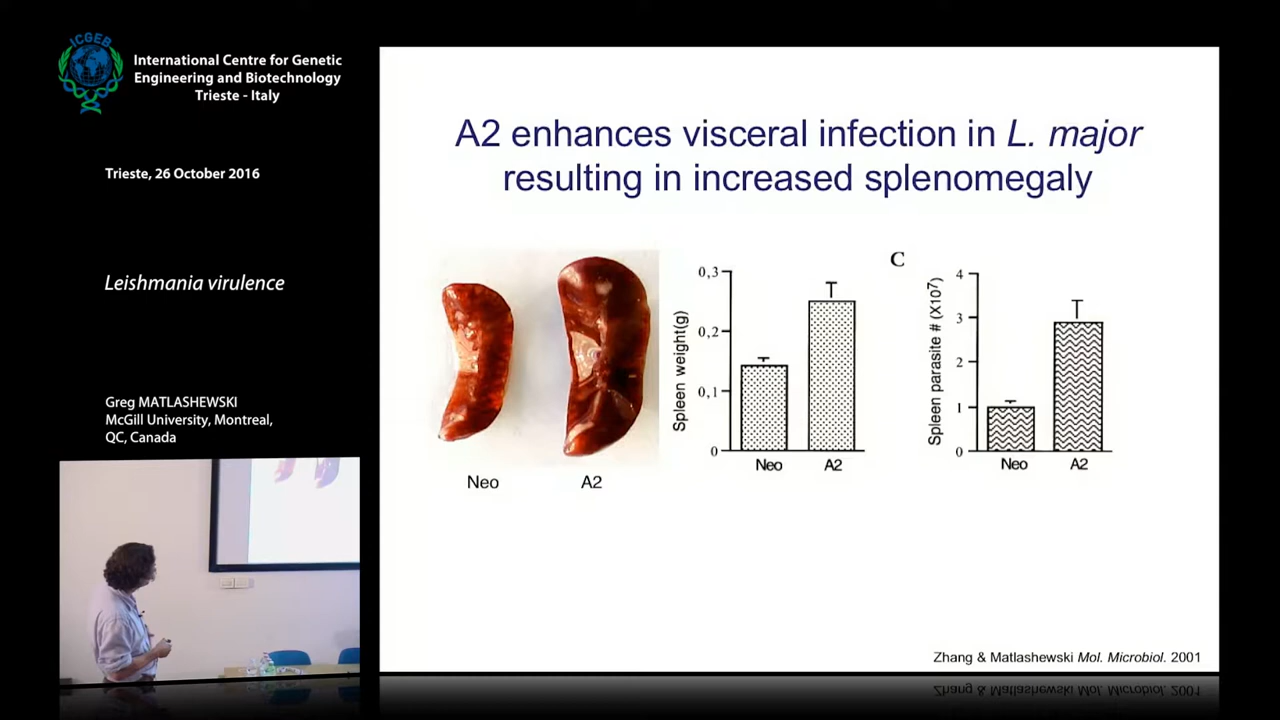 ICGEB
International Centre for Genetic
Engineering and Biotechnology
Trieste - Italy
Trieste, 26 October 2016
Leishmania virulence
Greg MATLASHEWSKI
McGill University, Montreal,
QC, Canada
A2 enhances visceral infection in L. major
resulting in increased splenomegaly
Neo
A2
Spleen weight(g)
0,3
0,2
0,1
0
Neo
A2
C
Spleen parasite # (X10⁷)
4
3
2
1
0
Neo
A2
Zhang & Matlashewski Mol. Microbiol. 2001